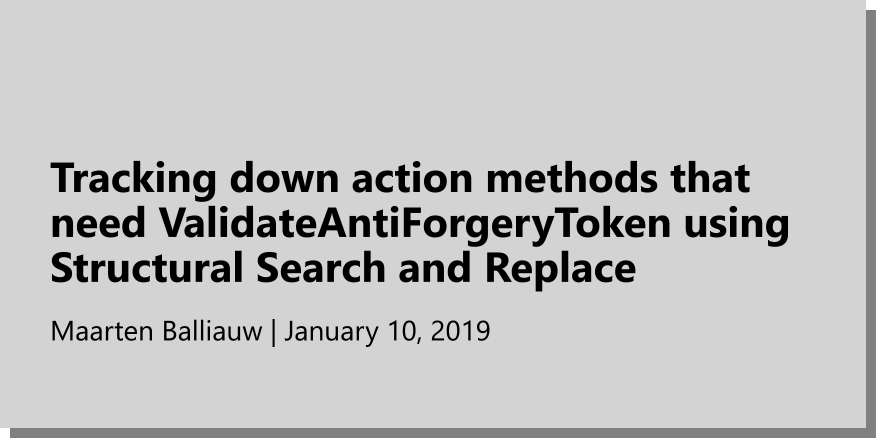 Tracking down action methods that
need ValidateAntiForgeryToken using
Structural Search and Replace
Maarten Balliauw | January 10, 2019